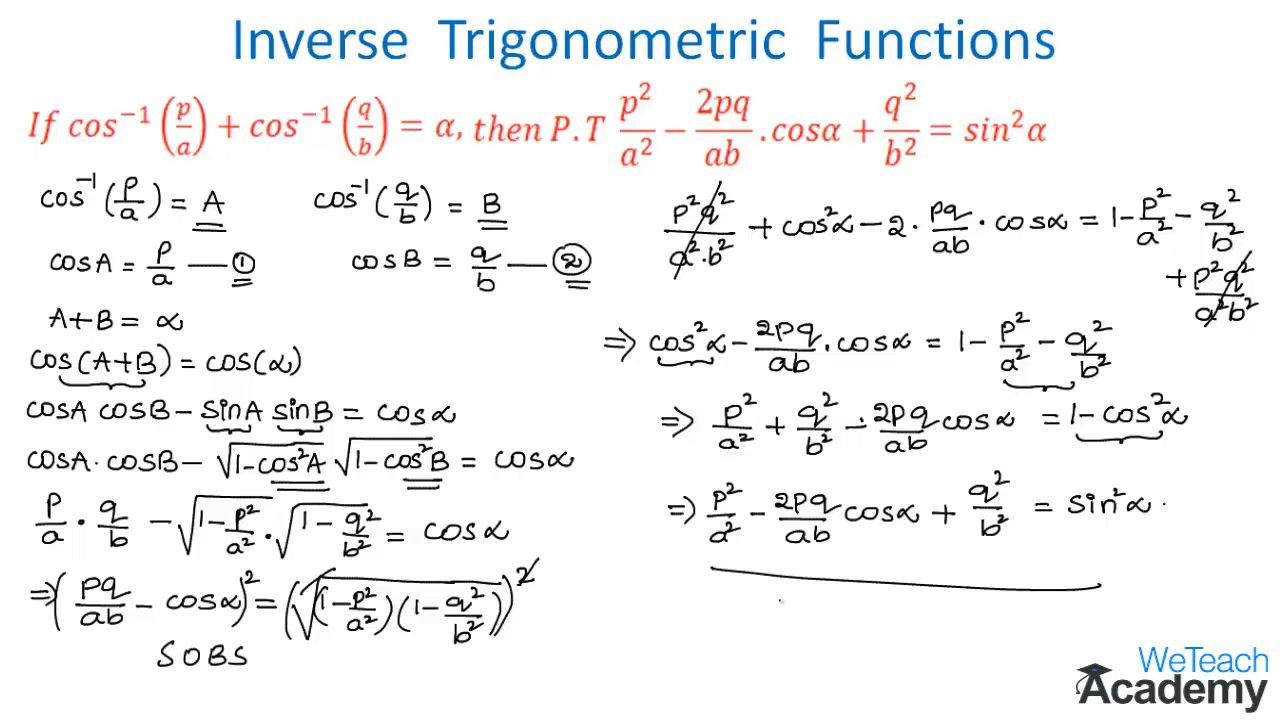 Inverse Trigonometric Functions
If cos⁻¹(p/a) + cos⁻¹(q/b) = α, then P.T p²/a² − 2pq/ab .cosα + q²/b² = sin²α
cos⁻¹(p/a) = A    cos⁻¹(q/b) = B
cosA = p/a — ①    cosB = q/b — ②
A+B = α
cos(A+B) = cos(α)
cosA cosB − sinA sinB = cosα
cosA . cosB − √(1−cos²A) √(1−cos²B) = cosα
p/a . q/b − √(1−p²/a²) . √(1−q²/b²) = cosα
⇒ (pq/ab − cosα)² = (√((1−p²/a²)(1−q²/b²)))²
SOBS
p²q²/a².b² + cos²α − 2 . pq/ab . cosα = 1 − p²/a² − q²/b²
+ p²q²/a²b²
⇒ cos²α − 2pq/ab . cosα = 1 − p²/a² − q²/b²
⇒ p²/a² + q²/b² − 2pq/ab cosα = 1 − cos²α
⇒ p²/a² − 2pq/ab cosα + q²/b² = sin²α .
WeTeach
Academy